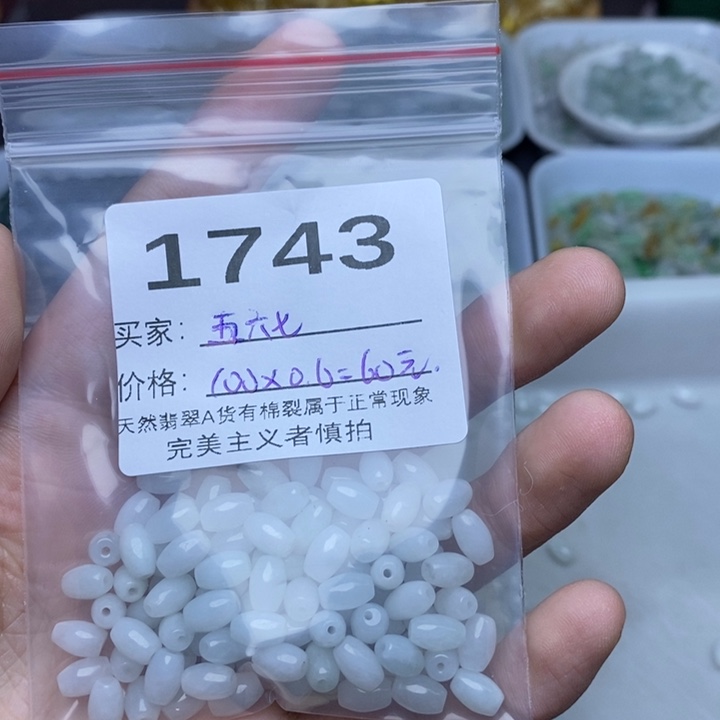 1743
买家：五六七
价格：100×0.6=60元.
天然翡翠A货有棉裂属于正常现象
完美主义者慎拍